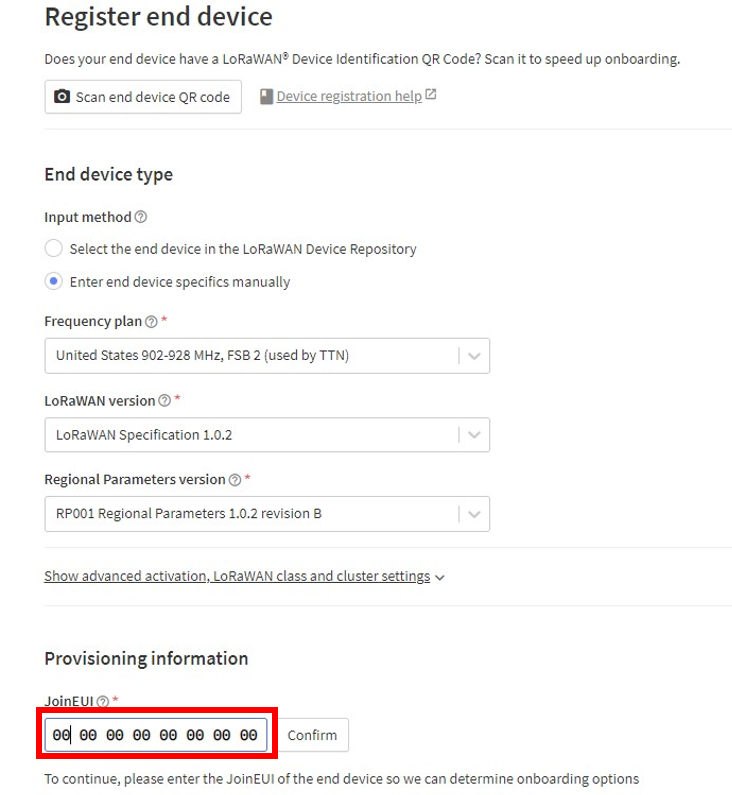 Register end device
Does your end device have a LoRaWAN® Device Identification QR Code? Scan it to speed up onboarding.
Scan end device QR code Device registration help
End device type
Input method
Select the end device in the LoRaWAN Device Repository
Enter end device specifics manually
Frequency plan *
United States 902-928 MHz, FSB 2 (used by TTN)
LoRaWAN version *
LoRaWAN Specification 1.0.2
Regional Parameters version *
RP001 Regional Parameters 1.0.2 revision B
Show advanced activation, LoRaWAN class and cluster settings
Provisioning information
JoinEUI *
00 00 00 00 00 00 00 00 Confirm
To continue, please enter the JoinEUI of the end device so we can determine onboarding options